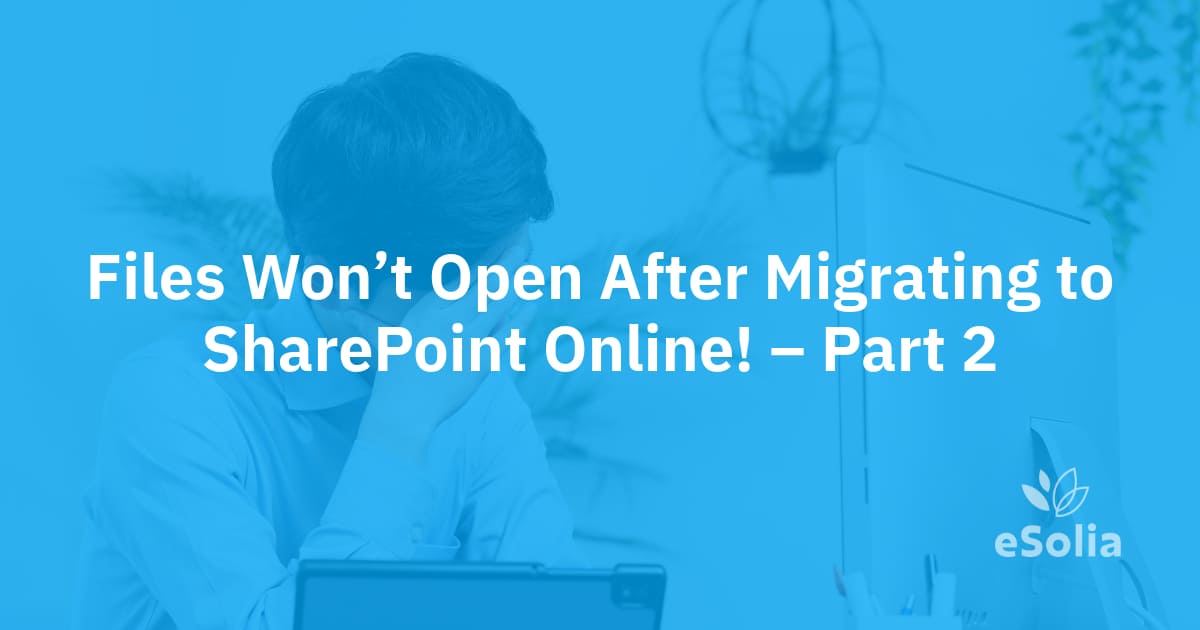 Files Won’t Open After Migrating to
SharePoint Online! – Part 2
eSolia